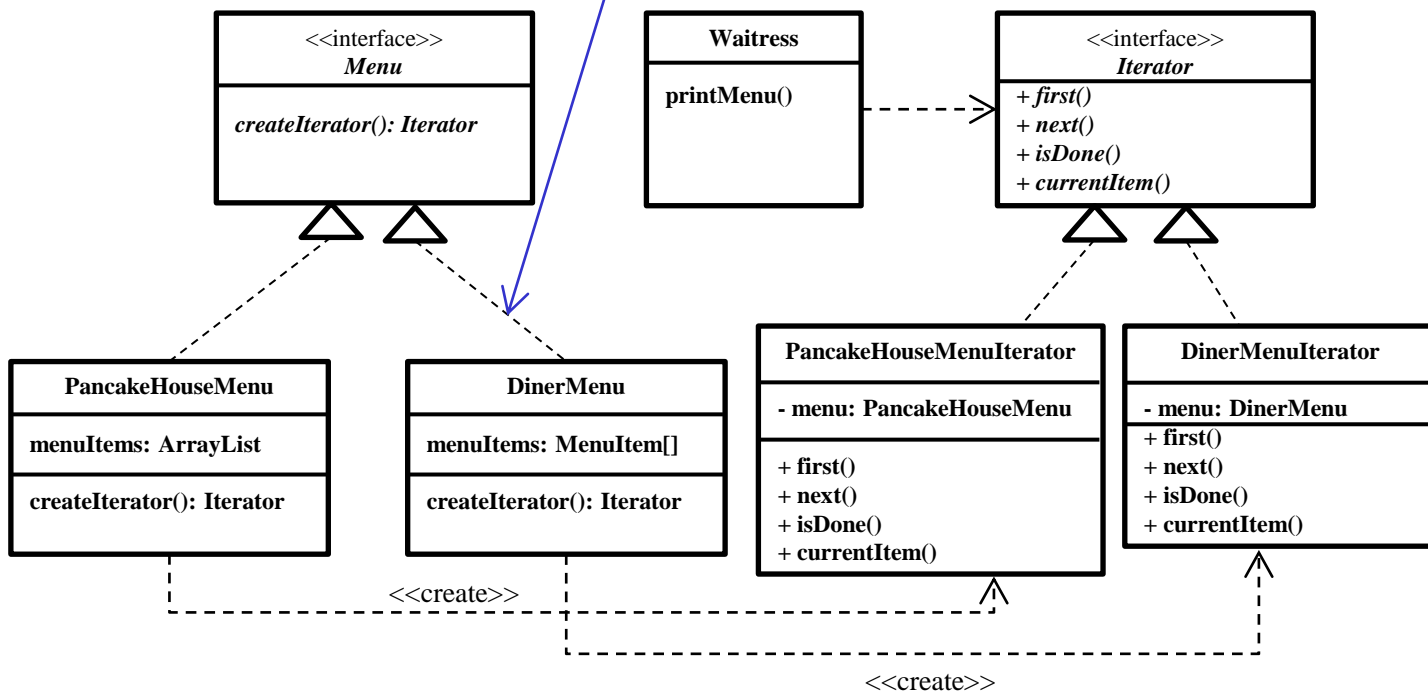 <<interface>>
Menu
createIterator(): Iterator
Waitress
printMenu()
<<interface>>
Iterator
+ first()
+ next()
+ isDone()
+ currentItem()
PancakeHouseMenu
menuItems: ArrayList
createIterator(): Iterator
DinerMenu
menuItems: MenuItem[]
createIterator(): Iterator
PancakeHouseMenuIterator
- menu: PancakeHouseMenu
+ first()
+ next()
+ isDone()
+ currentItem()
DinerMenuIterator
- menu: DinerMenu
+ first()
+ next()
+ isDone()
+ currentItem()
<<create>>
<<create>>